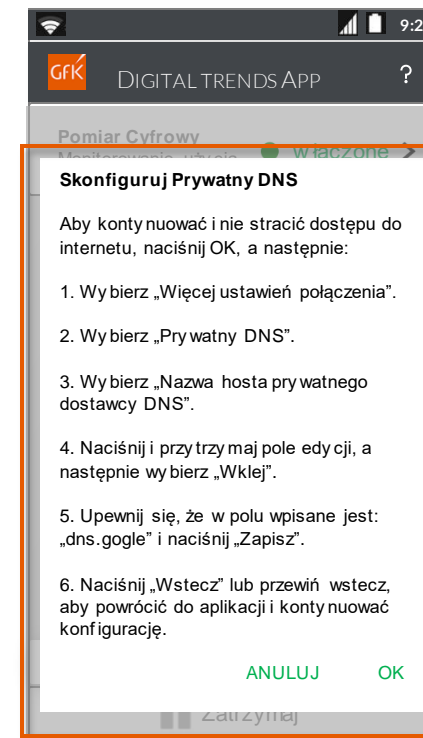 9:2
GfK
DIGITAL TRENDS APP ?
Pomiar Cyfrowy
Monitorowanie użycia włączone >
Skonfiguruj Prywatny DNS
Aby kontynuować i nie stracić dostępu do
internetu, naciśnij OK, a następnie:
1. Wybierz „Więcej ustawień połączenia”.
2. Wybierz „Prywatny DNS”.
3. Wybierz „Nazwa hosta prywatnego
dostawcy DNS”.
4. Naciśnij i przytrzymaj pole edycji, a
następnie wybierz „Wklej”.
5. Upewnij się, że w polu wpisane jest:
„dns.gogle” i naciśnij „Zapisz”.
6. Naciśnij „Wstecz” lub przewiń wstecz,
aby powrócić do aplikacji i kontynuować
konfigurację.
ANULUJ OK
Zatrzymaj